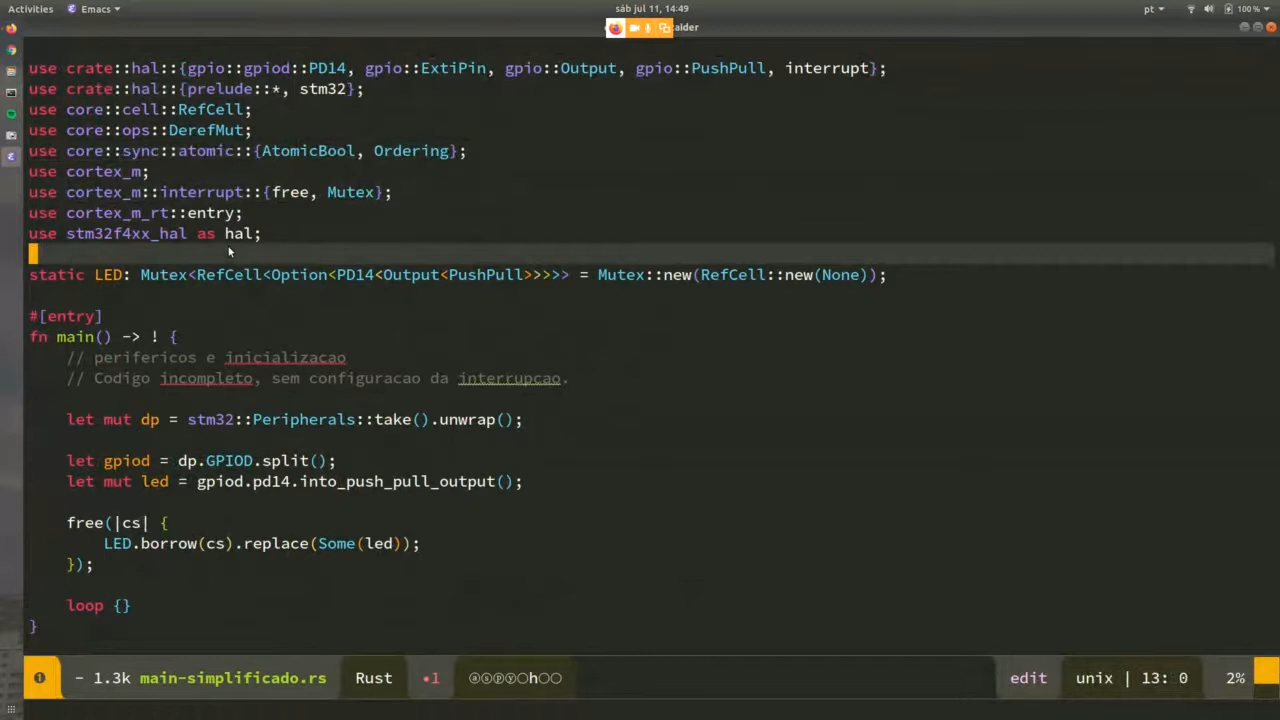 Activities Emacs sáb jul 11, 14:49 pt 100 %
alder
use crate::hal::{gpio::gpiod::PD14, gpio::ExtiPin, gpio::Output, gpio::PushPull, interrupt};
use crate::hal::{prelude::*, stm32};
use core::cell::RefCell;
use core::ops::DerefMut;
use core::sync::atomic::{AtomicBool, Ordering};
use cortex_m;
use cortex_m::interrupt::{free, Mutex};
use cortex_m_rt::entry;
use stm32f4xx_hal as hal;
static LED: Mutex<RefCell<Option<PD14<Output<PushPull>>>>> = Mutex::new(RefCell::new(None));
#[entry]
fn main() -> ! {
// perifericos e inicializacao
// Codigo incompleto, sem configuracao da interrupcao.
let mut dp = stm32::Peripherals::take().unwrap();
let gpiod = dp.GPIOD.split();
let mut led = gpiod.pd14.into_push_pull_output();
free(|cs| {
LED.borrow(cs).replace(Some(led));
});
loop {}
}
1 - 1.3k main-simplificado.rs Rust •1 ⓐⓢⓟⓨ○h○○ edit unix | 13: 0 2%